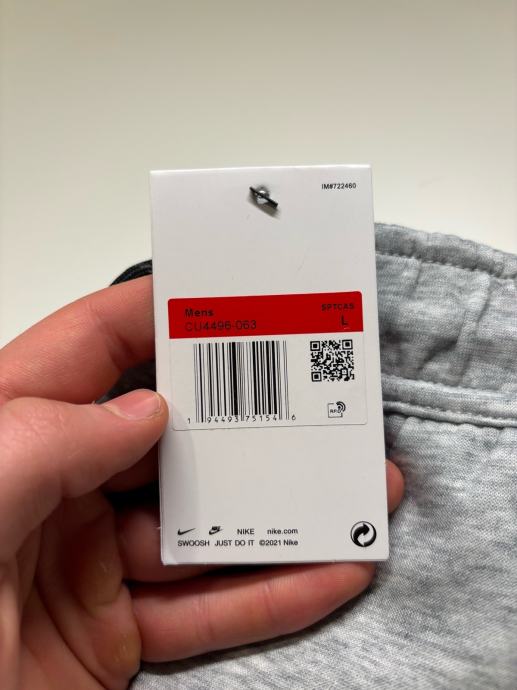 IM#722460
Mens
SPTCAS
CU4496-063
L
1 94493 75154 6
RFID
NIKE nike.com
SWOOSH JUST DO IT ©2021 Nike